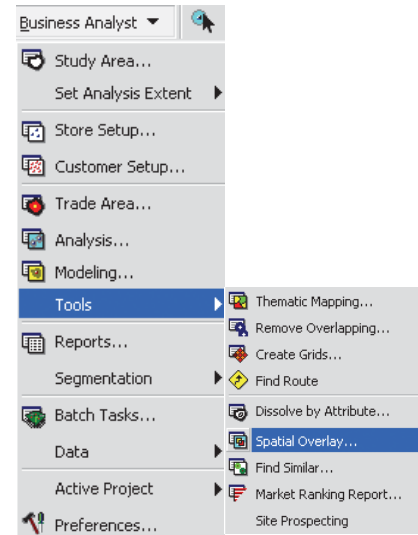 Business Analyst
Study Area...
Set Analysis Extent
Store Setup...
Customer Setup...
Trade Area...
Analysis...
Modeling...
Tools
Reports...
Segmentation
Batch Tasks...
Data
Active Project
Preferences...
Thematic Mapping...
Remove Overlapping...
Create Grids...
Find Route
Dissolve by Attribute...
Spatial Overlay...
Find Similar...
Market Ranking Report...
Site Prospecting